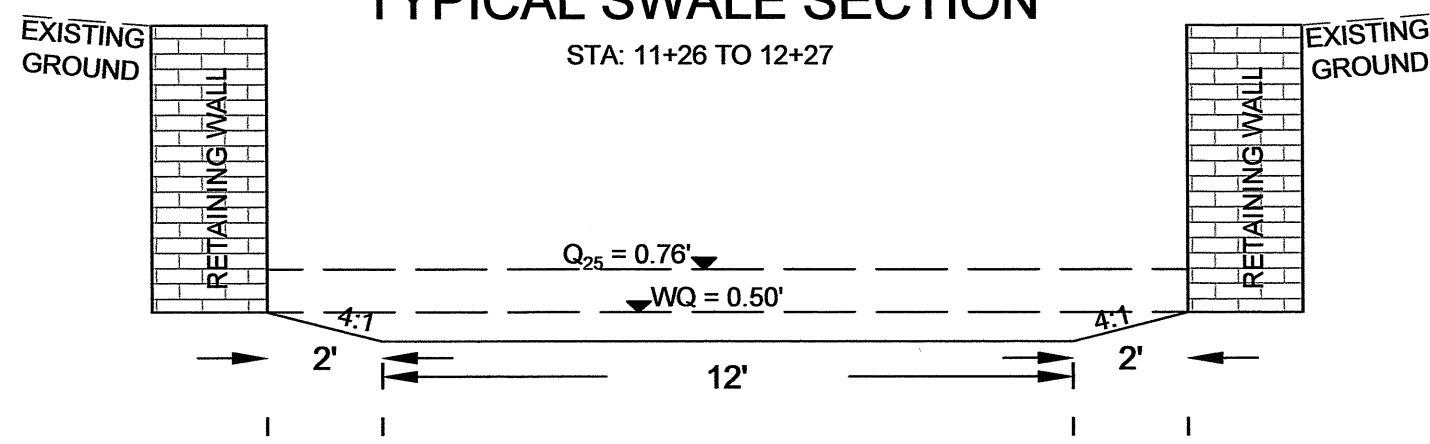 TYPICAL SWALE SECTION
STA: 11+26 TO 12+27
EXISTING
GROUND
EXISTING
GROUND
RETAINING WALL
RETAINING WALL
Q25 = 0.76'
WQ = 0.50'
4:1
4:1
2'
12'
2'